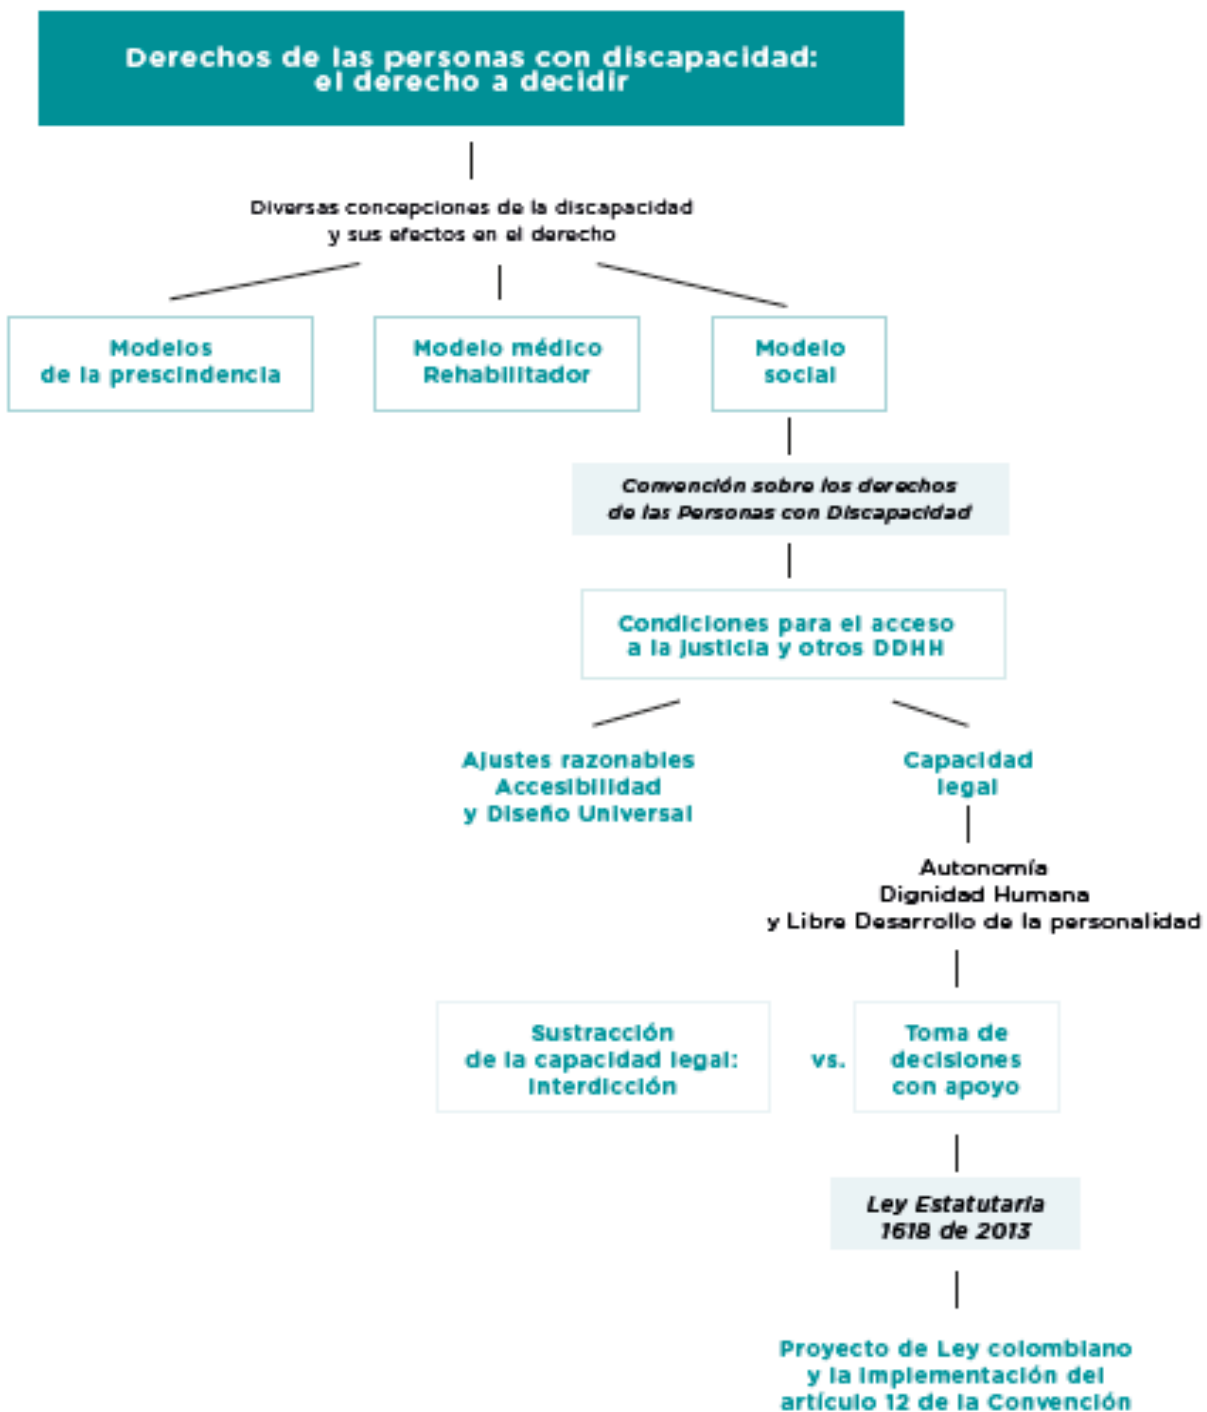 Derechos de las personas con discapacidad:
el derecho a decidir
Diversas concepciones de la discapacidad
y sus efectos en el derecho
Modelos
de la prescindencia
Modelo médico
Rehabilitador
Modelo
social
Convención sobre los derechos
de las Personas con Discapacidad
Condiciones para el acceso
a la justicia y otros DDHH
Ajustes razonables
Accesibilidad
y Diseño Universal
Capacidad
legal
Autonomía
Dignidad Humana
y Libre Desarrollo de la personalidad
Sustracción
de la capacidad legal:
interdicción
vs.
Toma de
decisiones
con apoyo
Ley Estatutaria
1618 de 2013
Proyecto de Ley colombiano
y la implementación del
artículo 12 de la Convención